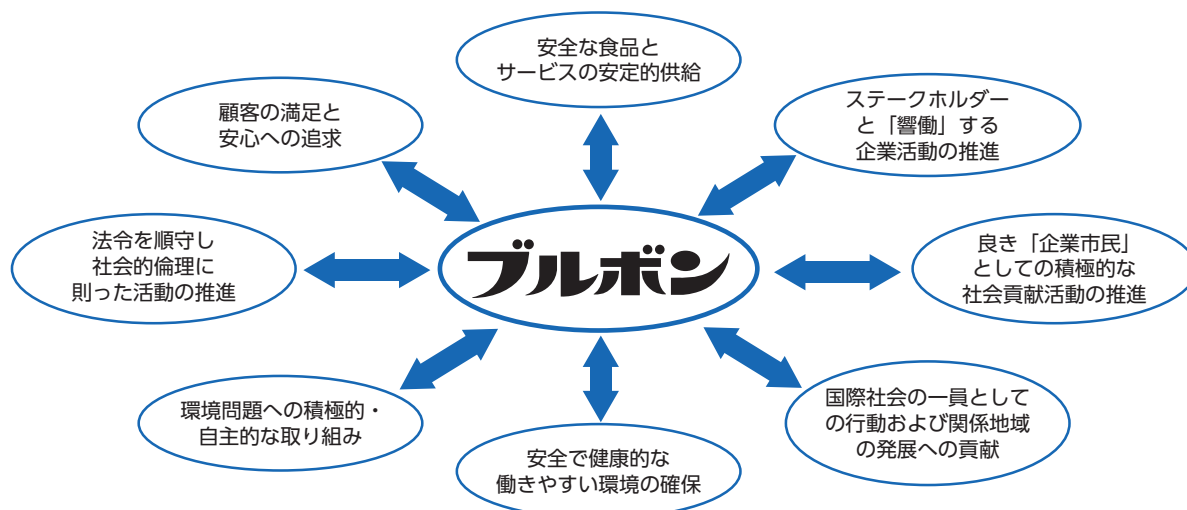 安全な食品と
サービスの安定的供給
顧客の満足と
安心への追求
ステークホルダー
と「響働」する
企業活動の推進
法令を順守し
社会的倫理に
則った活動の推進
ブルボン
良き「企業市民」
としての積極的な
社会貢献活動の推進
環境問題への積極的・
自主的な取り組み
安全で健康的な
働きやすい環境の確保
国際社会の一員として
の行動および関係地域
の発展への貢献